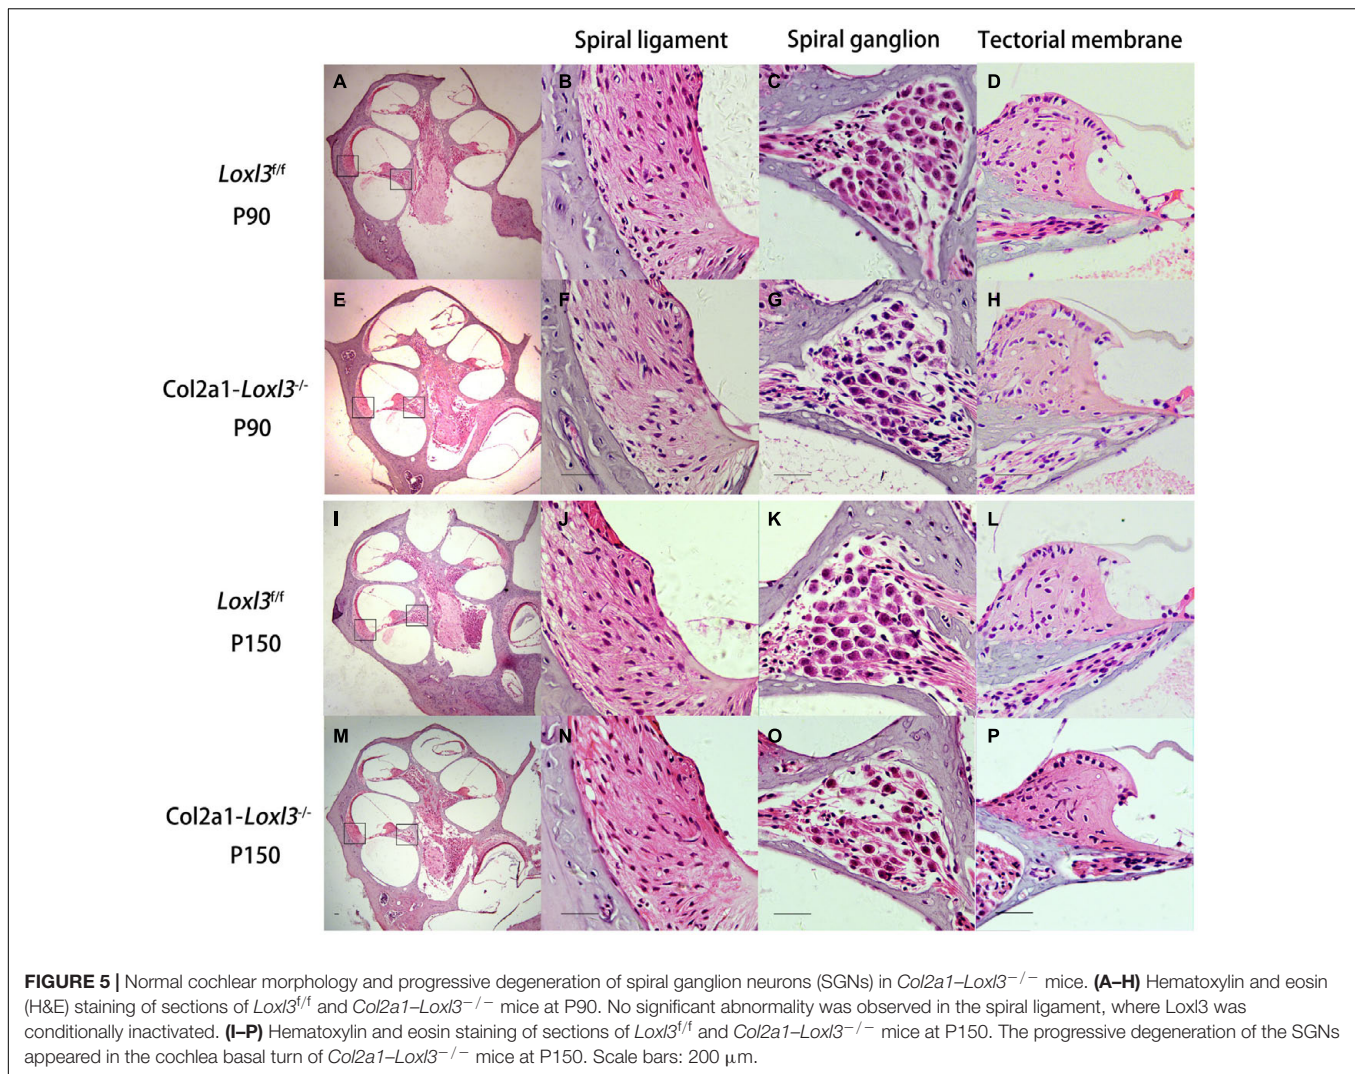 Spiral ligament Spiral ganglion Tectorial membrane
A B C D
Loxl3f/f
P90
E F G H
Col2a1-Loxl3-/-
P90
I J K L
Loxl3f/f
P150
M N O P
Col2a1-Loxl3-/-
P150
FIGURE 5 | Normal cochlear morphology and progressive degeneration of spiral ganglion neurons (SGNs) in Col2a1–Loxl3−/− mice. (A–H) Hematoxylin and eosin
(H&E) staining of sections of Loxl3f/f and Col2a1–Loxl3−/− mice at P90. No significant abnormality was observed in the spiral ligament, where Loxl3 was
conditionally inactivated. (I–P) Hematoxylin and eosin staining of sections of Loxl3f/f and Col2a1–Loxl3−/− mice at P150. The progressive degeneration of the SGNs
appeared in the cochlea basal turn of Col2a1–Loxl3−/− mice at P150. Scale bars: 200 μm.